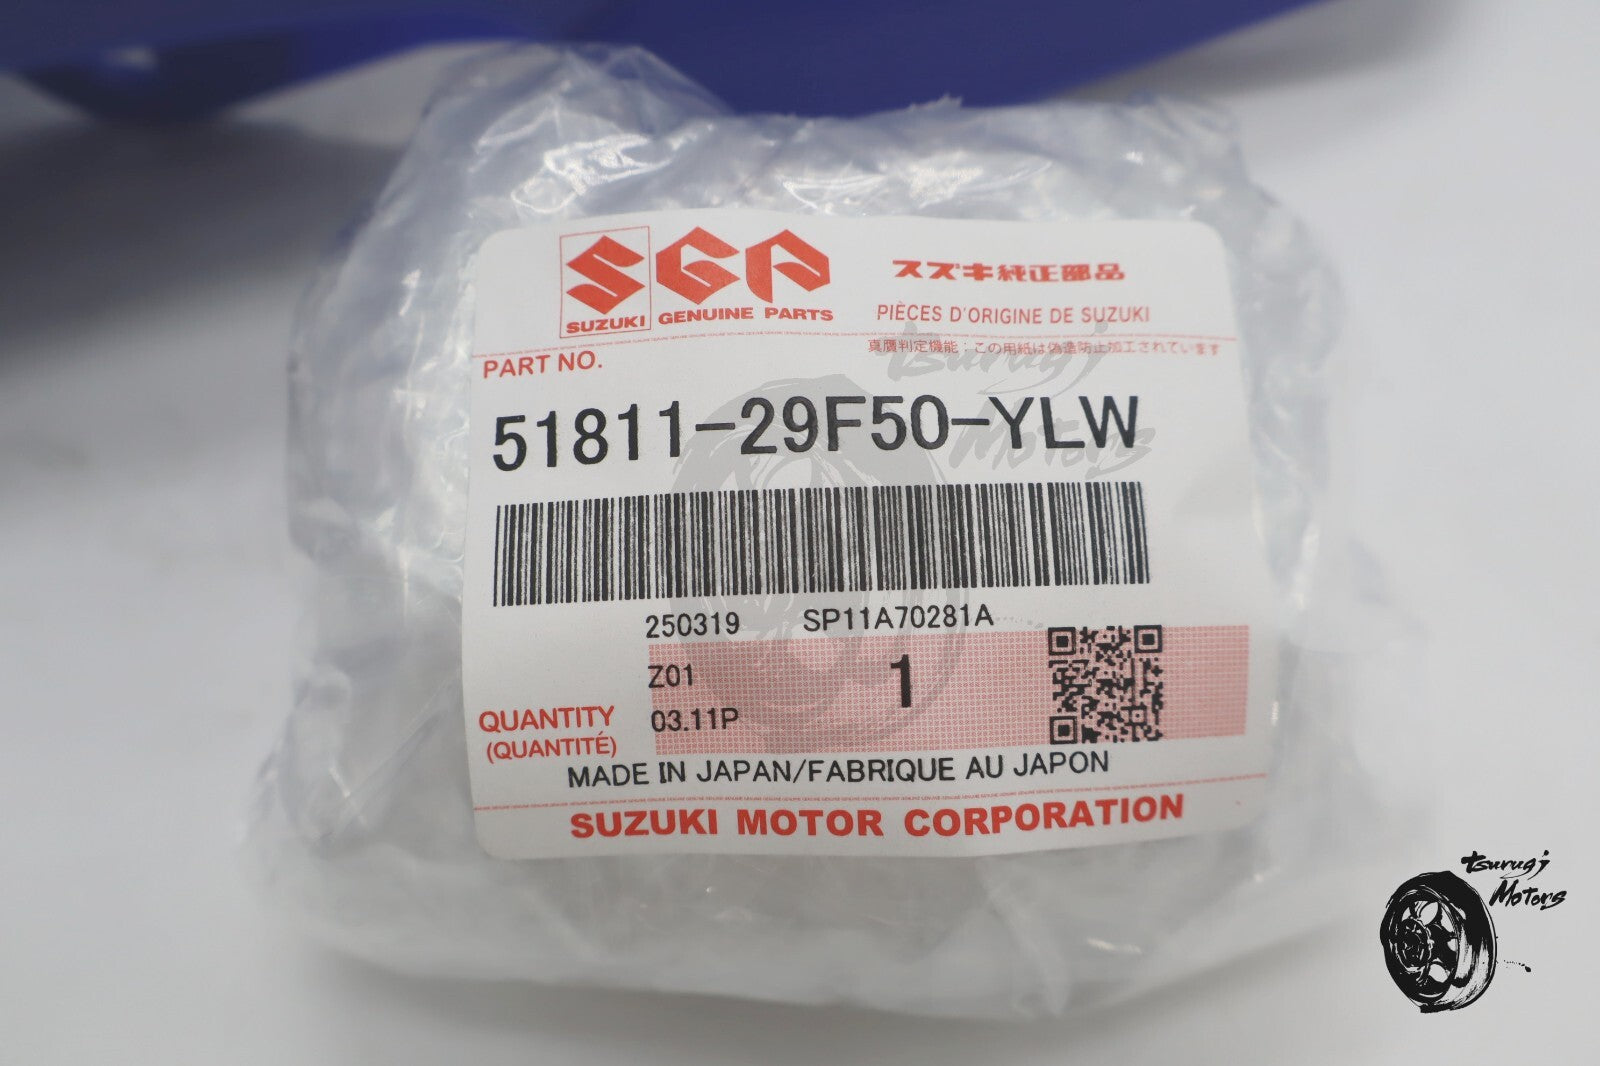 SGP
SUZUKI GENUINE PARTS
スズキ純正部品
PIÈCES D'ORIGINE DE SUZUKI
真贋判定機能：この用紙は偽造防止加工されています
PART NO.
51811-29F50-YLW
250319 SP11A70281A
Z01
1
QUANTITY
(QUANTITÉ)
03.11P
MADE IN JAPAN/FABRIQUE AU JAPON
SUZUKI MOTOR CORPORATION
Tsurugi
Motors
Tsurugi
Motors